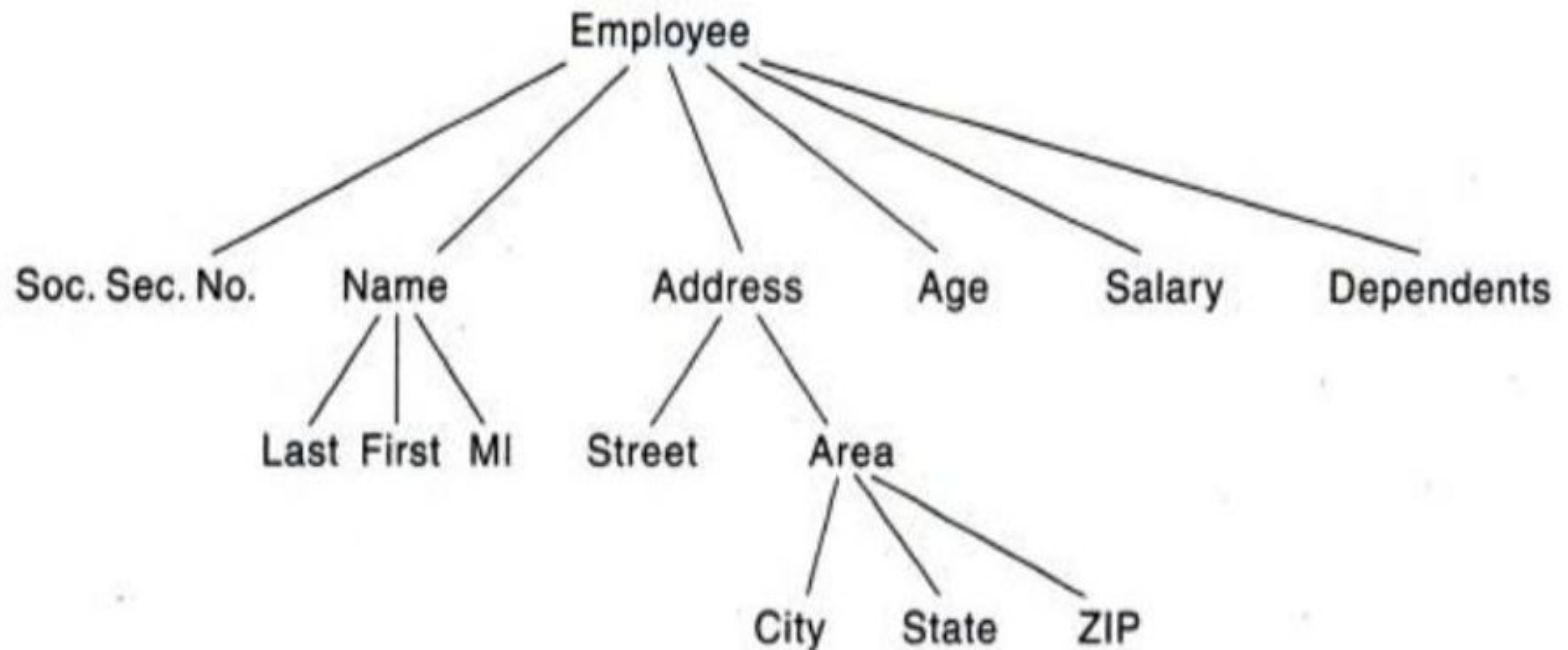 Employee
Soc. Sec. No. Name Address Age Salary Dependents
Last First MI Street Area
City State ZIP